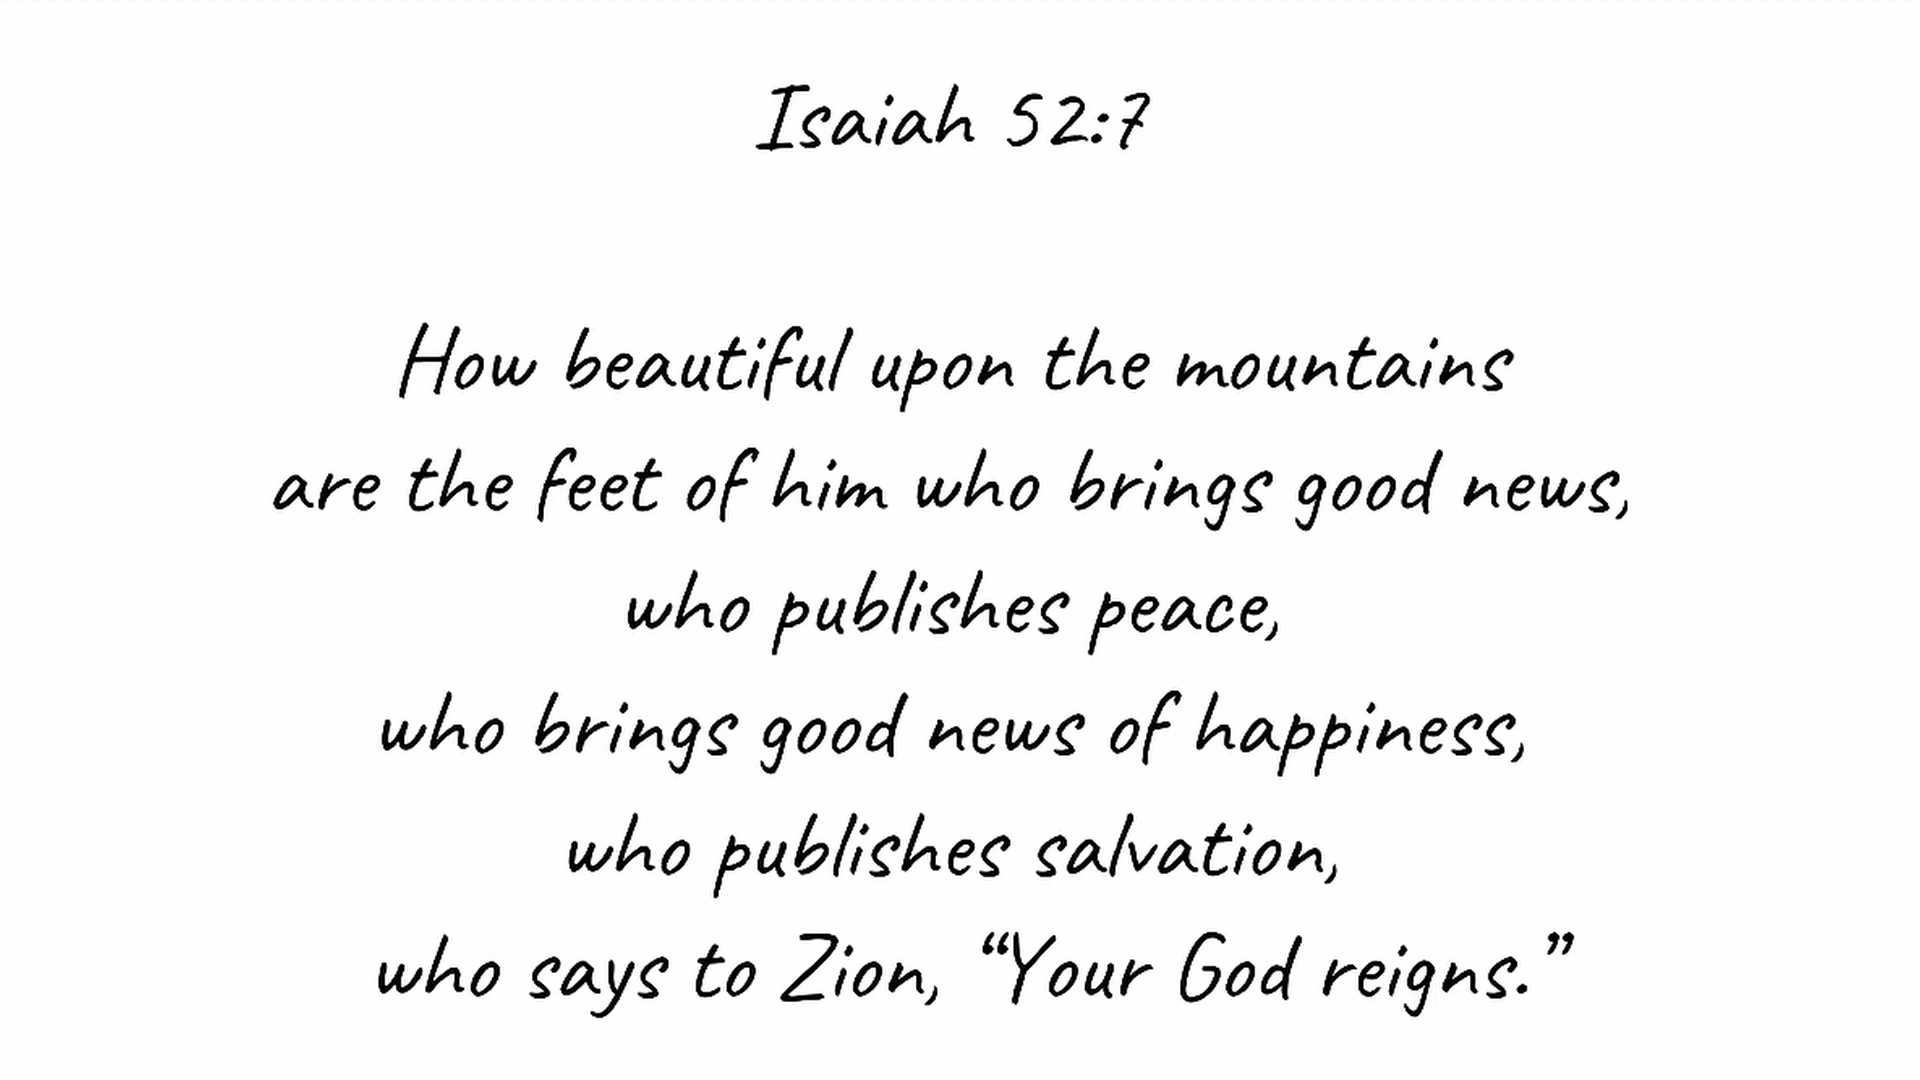 Isaiah 52:7
How beautiful upon the mountains
are the feet of him who brings good news,
who publishes peace,
who brings good news of happiness,
who publishes salvation,
who says to Zion, “Your God reigns.”